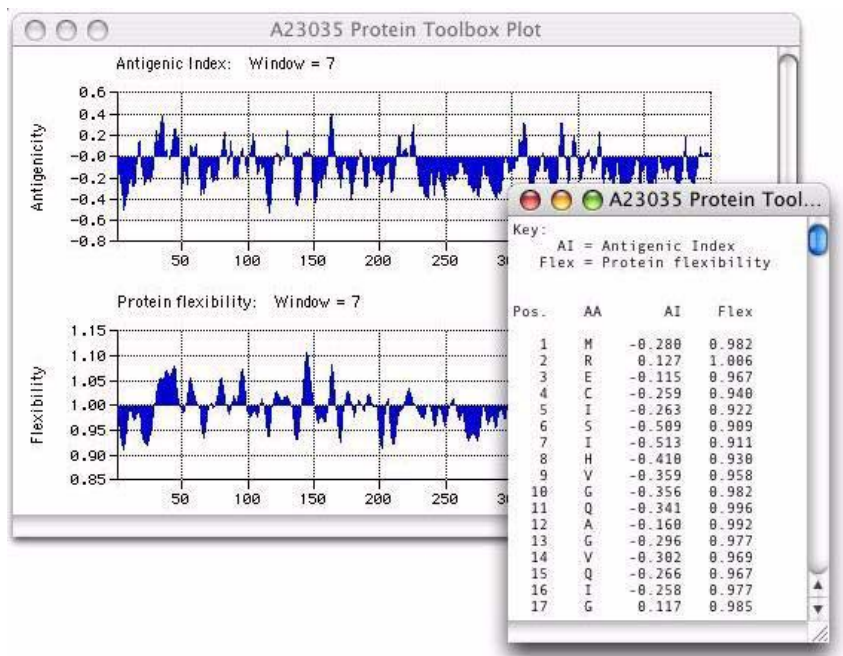 A23035 Protein Toolbox Plot
Antigenic Index: Window = 7
Antigenicity
0.6
0.4
0.2
-0.0
-0.2
-0.4
-0.6
-0.8
50 100 150 200 250
Protein flexibility: Window = 7
Flexibility
1.15
1.10
1.05
1.00
0.95
0.90
0.85
50 100 150 200 250
A23035 Protein Tool...
Key:
AI = Antigenic Index
Flex = Protein flexibility
Pos. AA AI Flex
1 M -0.280 0.982
2 R 0.127 1.006
3 E -0.115 0.967
4 C -0.259 0.940
5 I -0.263 0.922
6 S -0.509 0.909
7 I -0.513 0.911
8 H -0.410 0.930
9 V -0.359 0.958
10 G -0.356 0.982
11 Q -0.341 0.996
12 A -0.160 0.992
13 G -0.296 0.977
14 V -0.302 0.969
15 Q -0.266 0.967
16 I -0.258 0.977
17 G 0.117 0.985